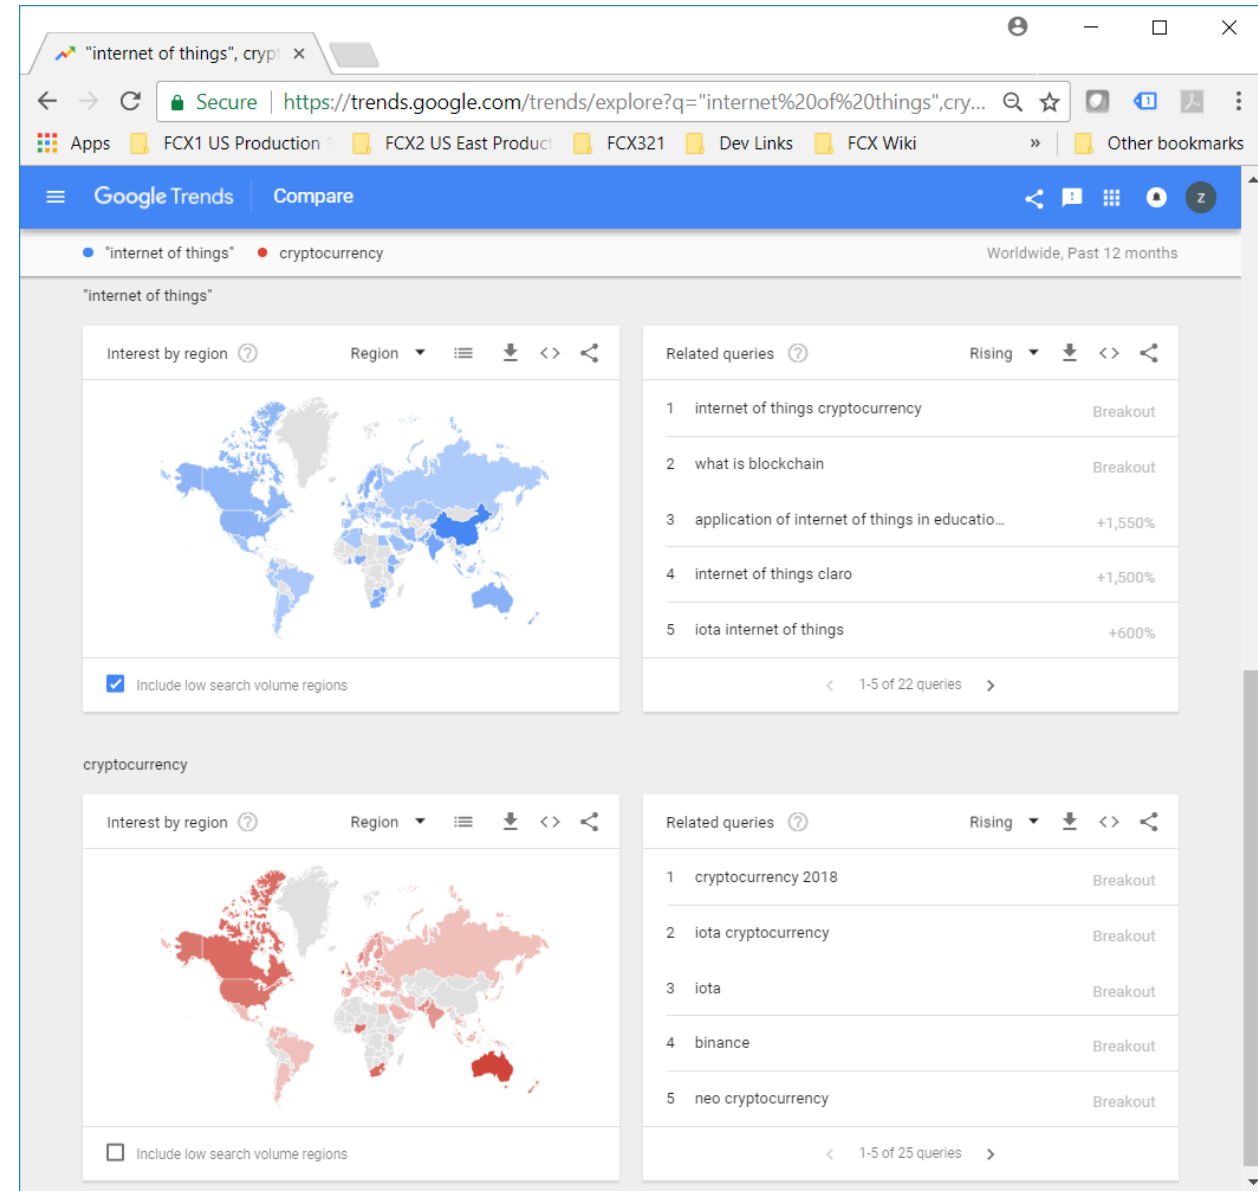 "internet of things", cryp
Secure https://trends.google.com/trends/explore?q="internet%20of%20things",cry...
Apps FCX1 US Production FCX2 US East Product FCX321 Dev Links FCX Wiki » Other bookmarks
Google Trends Compare
Z
"internet of things" cryptocurrency Worldwide, Past 12 months
"internet of things"
Interest by region ? Region
Related queries ? Rising
1 internet of things cryptocurrency Breakout
2 what is blockchain Breakout
3 application of internet of things in educatio... +1,550%
4 internet of things claro +1,500%
5 iota internet of things +600%
Include low search volume regions
1-5 of 22 queries
cryptocurrency
Interest by region ? Region
Related queries ? Rising
1 cryptocurrency 2018 Breakout
2 iota cryptocurrency Breakout
3 iota Breakout
4 binance Breakout
5 neo cryptocurrency Breakout
Include low search volume regions
1-5 of 25 queries